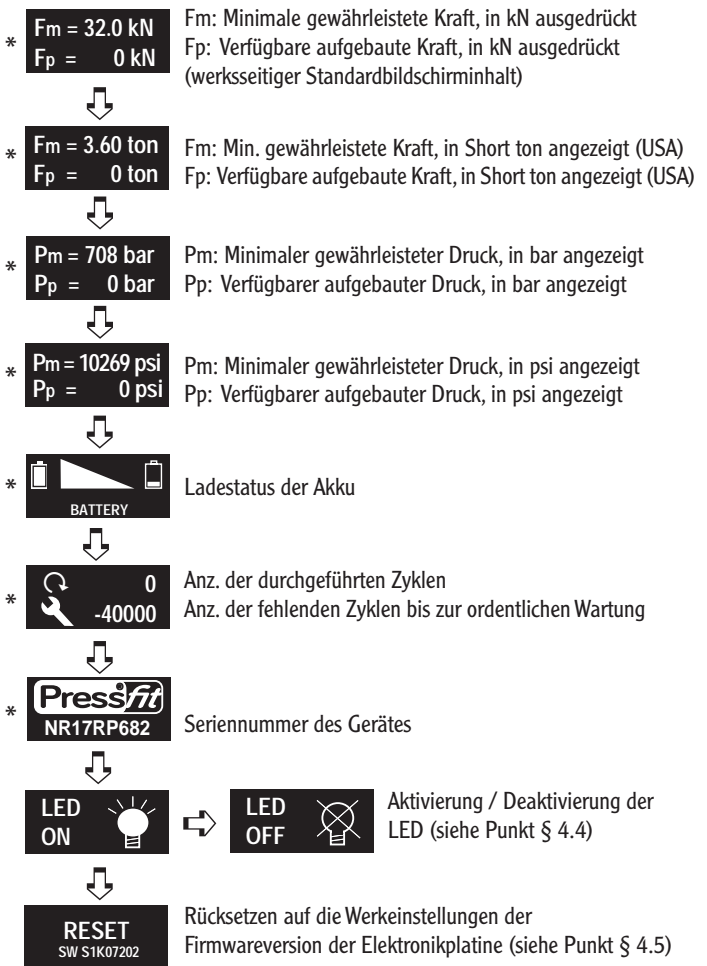 * Fm = 32.0 kN
Fp = 0 kN
Fm: Minimale gewährleistete Kraft, in kN ausgedrückt
Fp: Verfügbare aufgebaute Kraft, in kN ausgedrückt
(werksseitiger Standardbildschirminhalt)
* Fm = 3.60 ton
Fp = 0 ton
Fm: Min. gewährleistete Kraft, in Short ton angezeigt (USA)
Fp: Verfügbare aufgebaute Kraft, in Short ton angezeigt (USA)
* Pm = 708 bar
Pp = 0 bar
Pm: Minimaler gewährleisteter Druck, in bar angezeigt
Pp: Verfügbarer aufgebauter Druck, in bar angezeigt
* Pm = 10269 psi
Pp = 0 psi
Pm: Minimaler gewährleisteter Druck, in psi angezeigt
Pp: Verfügbarer aufgebauter Druck, in psi angezeigt
* BATTERY
Ladestatus der Akku
* 0
-40000
Anz. der durchgeführten Zyklen
Anz. der fehlenden Zyklen bis zur ordentlichen Wartung
* Pressfit®
NR17RP682
Seriennummer des Gerätes
LED
ON
LED
OFF
Aktivierung / Deaktivierung der
LED (siehe Punkt § 4.4)
RESET
SW S1K07202
Rücksetzen auf die Werkeinstellungen der
Firmwareversion der Elektronikplatine (siehe Punkt § 4.5)